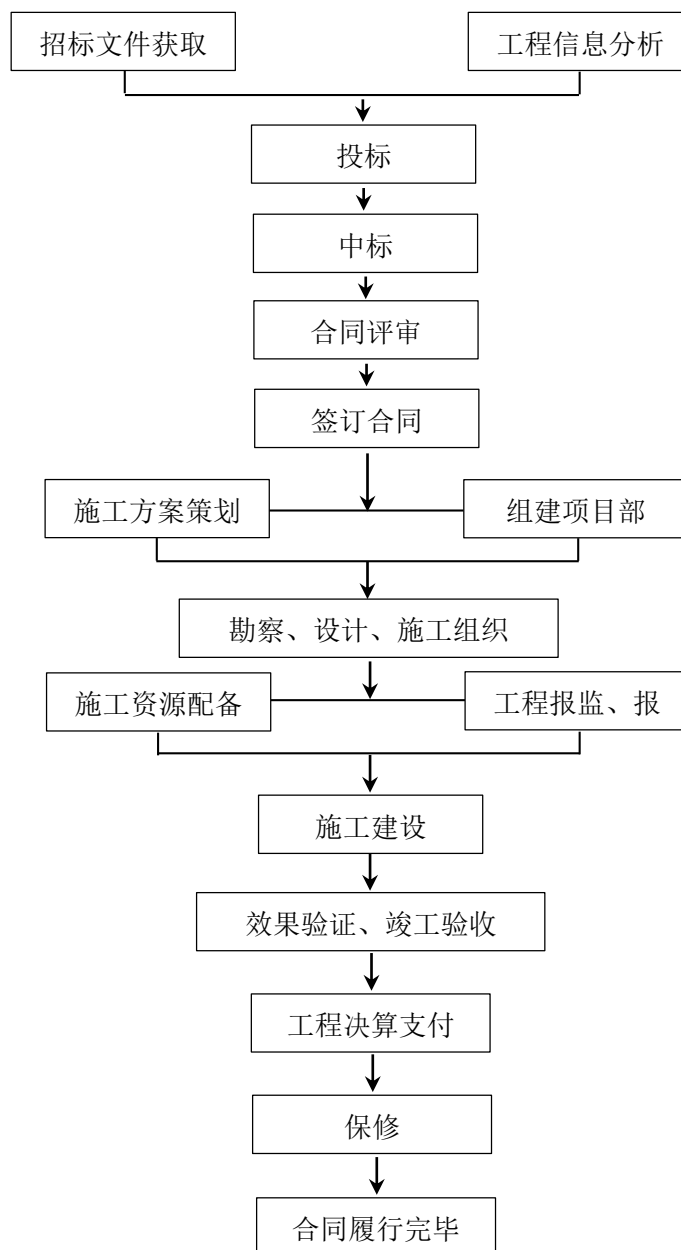 招标文件获取
工程信息分析
投标
中标
合同评审
签订合同
施工方案策划
组建项目部
勘察、设计、施工组织
施工资源配备
工程报监、报
施工建设
效果验证、竣工验收
工程决算支付
保修
合同履行完毕